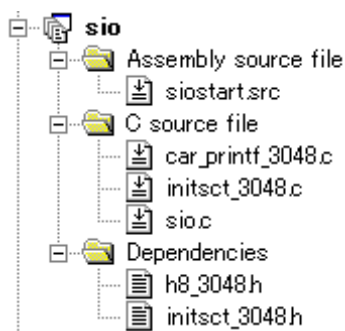 sio
Assembly source file
siostart.src
C source file
car_printf_3048.c
initsct_3048.c
sio.c
Dependencies
h8_3048.h
initsct_3048.h